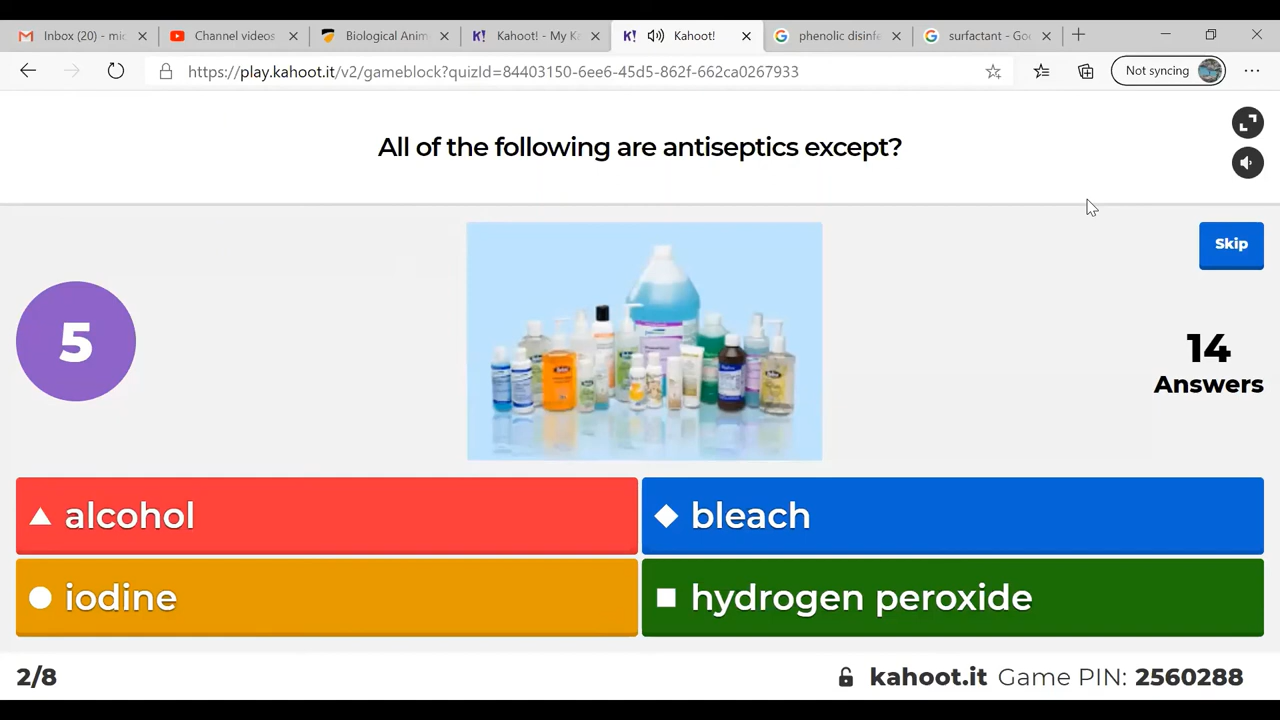 Inbox (20) - mic
Channel videos
Biological Anim
K! Kahoot! - My K
K! Kahoot!
phenolic disinfe
surfactant - Goo
https://play.kahoot.it/v2/gameblock?quizId=84403150-6ee6-45d5-862f-662ca0267933
Not syncing
All of the following are antiseptics except?
Skip
5
14
Answers
alcohol
bleach
iodine
hydrogen peroxide
2/8
kahoot.it Game PIN: 2560288